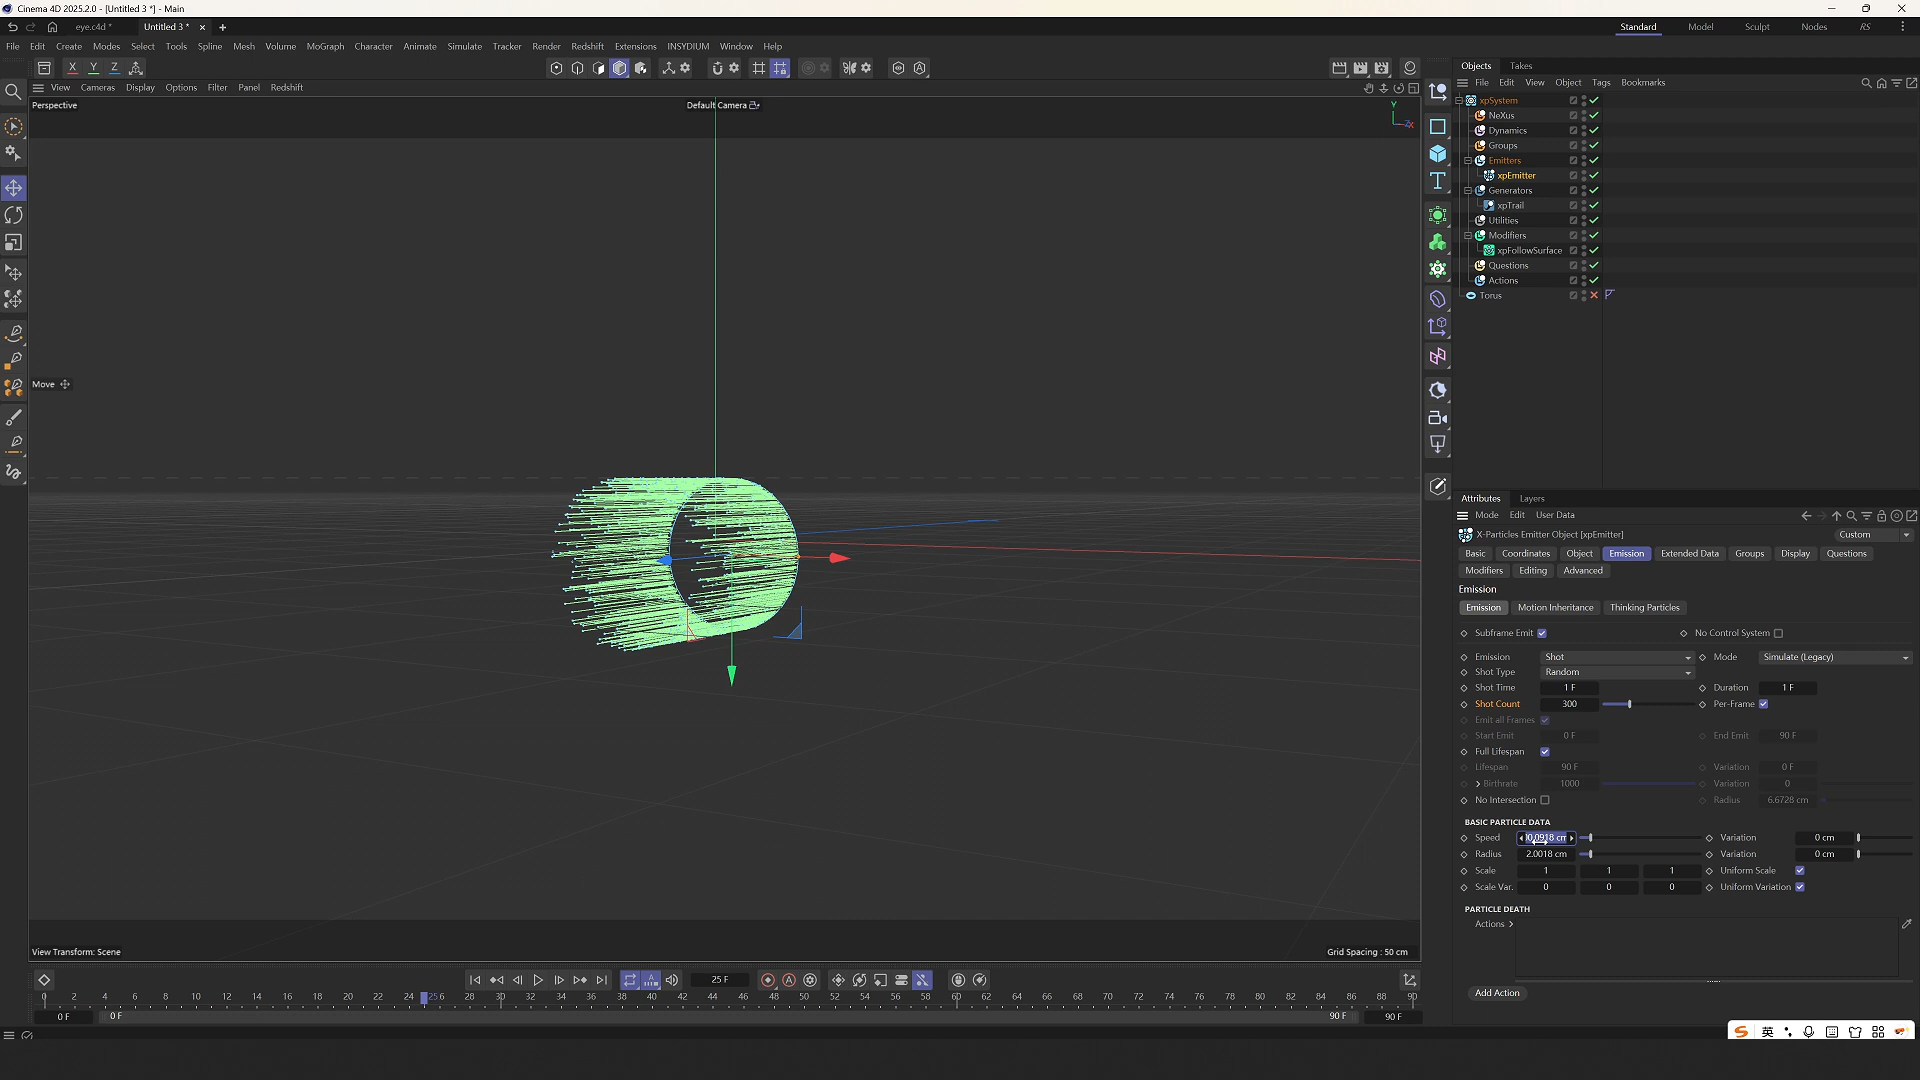 Cinema 4D 2025.2.0 - [Untitled 3 *] - Main
eye.c4d *
Untitled 3 *
Standard
Model
Sculpt
Nodes
RS
File Edit Create Modes Select Tools Spline Mesh Volume MoGraph Character Animate Simulate Tracker Render Redshift Extensions INSYDIUM Window Help
X Y Z
View Cameras Display Options Filter Panel Redshift
Perspective
Default Camera
Y
Z X
Move
View Transform: Scene
Grid Spacing : 50 cm
Objects Takes
File Edit View Object Tags Bookmarks
xpSystem
NeXus
Dynamics
Groups
Emitters
xpEmitter
Generators
xpTrail
Utilities
Modifiers
xpFollowSurface
Questions
Actions
Torus
Attributes Layers
Mode Edit User Data
X-Particles Emitter Object [xpEmitter]
Custom
Basic Coordinates Object Emission Extended Data Groups Display Questions
Modifiers Editing Advanced
Emission
Emission Motion Inheritance Thinking Particles
Subframe Emit
No Control System
Emission Shot Mode Simulate (Legacy)
Shot Type Random
Shot Time 1 F Duration 1 F
Shot Count 300 Per-Frame
Emit all Frames
Start Emit 0 F End Emit 90 F
Full Lifespan
Lifespan 90 F Variation 0 F
Birthrate 1000 Variation 0
No Intersection Radius 6.6728 cm
BASIC PARTICLE DATA
Speed Variation 0 cm
Radius 2.0018 cm Variation 0 cm
Scale 1 1 1 Uniform Scale
Scale Var. 0 0 0 Uniform Variation
PARTICLE DEATH
Actions
Add Action
25 F
0 2 4 6 8 10 12 14 16 18 20 22 24 25 6 28 30 32 34 36 38 40 42 44 46 48 50 52 54 56 58 60 62 64 66 68 70 72 74 76 78 80 82 84 86 88 90
0 F 0 F 90 F 90 F
英